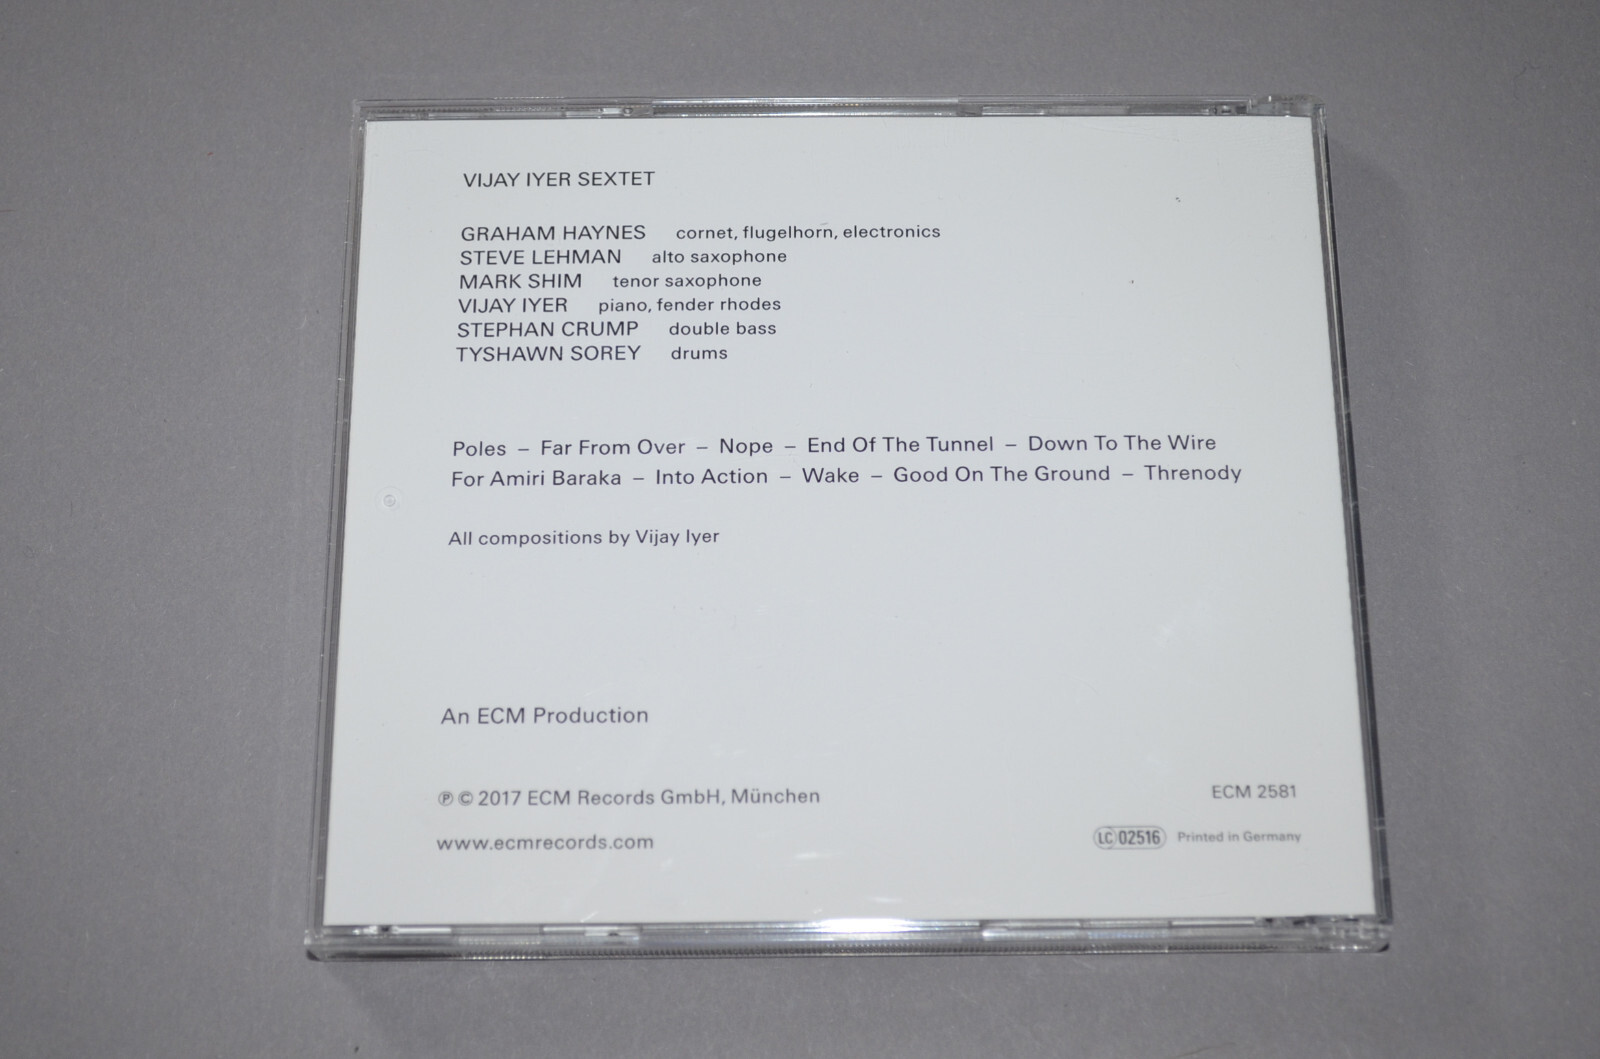 VIJAY IYER SEXTET
GRAHAM HAYNES cornet, flugelhorn, electronics
STEVE LEHMAN alto saxophone
MARK SHIM tenor saxophone
VIJAY IYER piano, fender rhodes
STEPHAN CRUMP double bass
TYSHAWN SOREY drums
Poles – Far From Over – Nope – End Of The Tunnel – Down To The Wire
For Amiri Baraka – Into Action – Wake – Good On The Ground – Threnody
All compositions by Vijay Iyer
An ECM Production
℗ © 2017 ECM Records GmbH, München
ECM 2581
www.ecmrecords.com
LC 02516 Printed in Germany